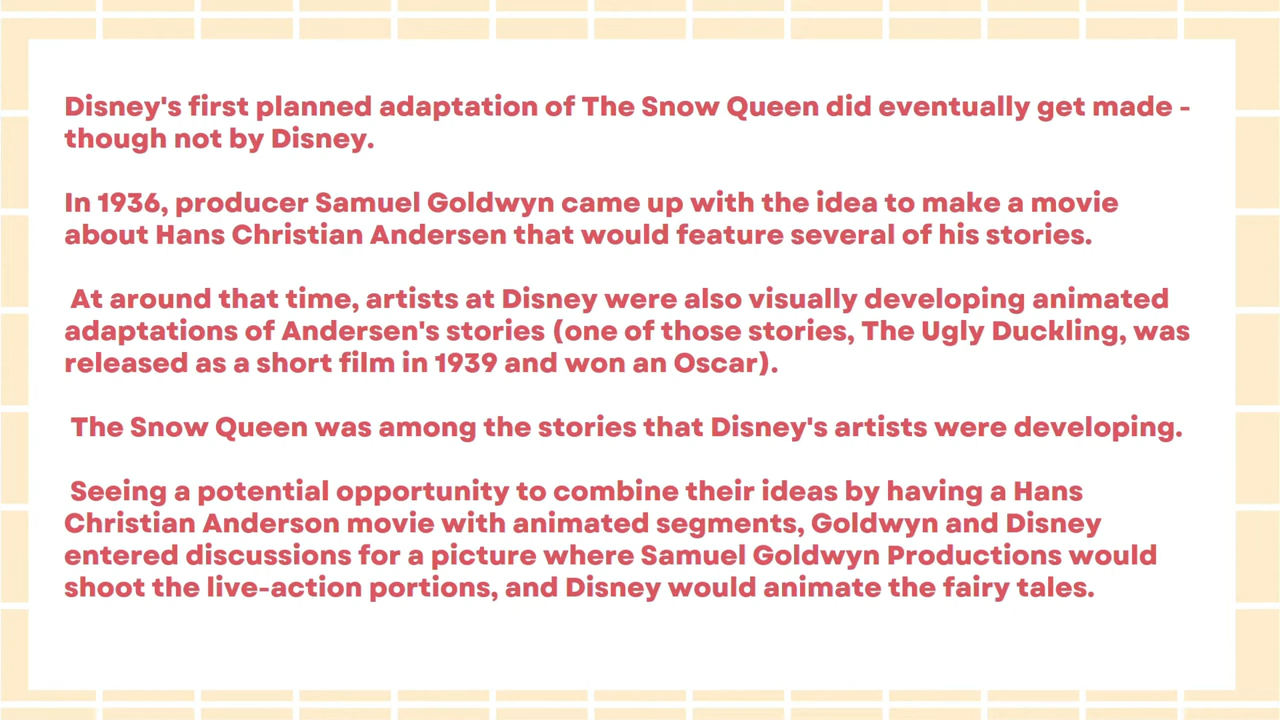 Disney's first planned adaptation of The Snow Queen did eventually get made -
though not by Disney.
In 1936, producer Samuel Goldwyn came up with the idea to make a movie
about Hans Christian Andersen that would feature several of his stories.
At around that time, artists at Disney were also visually developing animated
adaptations of Andersen's stories (one of those stories, The Ugly Duckling, was
released as a short film in 1939 and won an Oscar).
The Snow Queen was among the stories that Disney's artists were developing.
Seeing a potential opportunity to combine their ideas by having a Hans
Christian Anderson movie with animated segments, Goldwyn and Disney
entered discussions for a picture where Samuel Goldwyn Productions would
shoot the live-action portions, and Disney would animate the fairy tales.